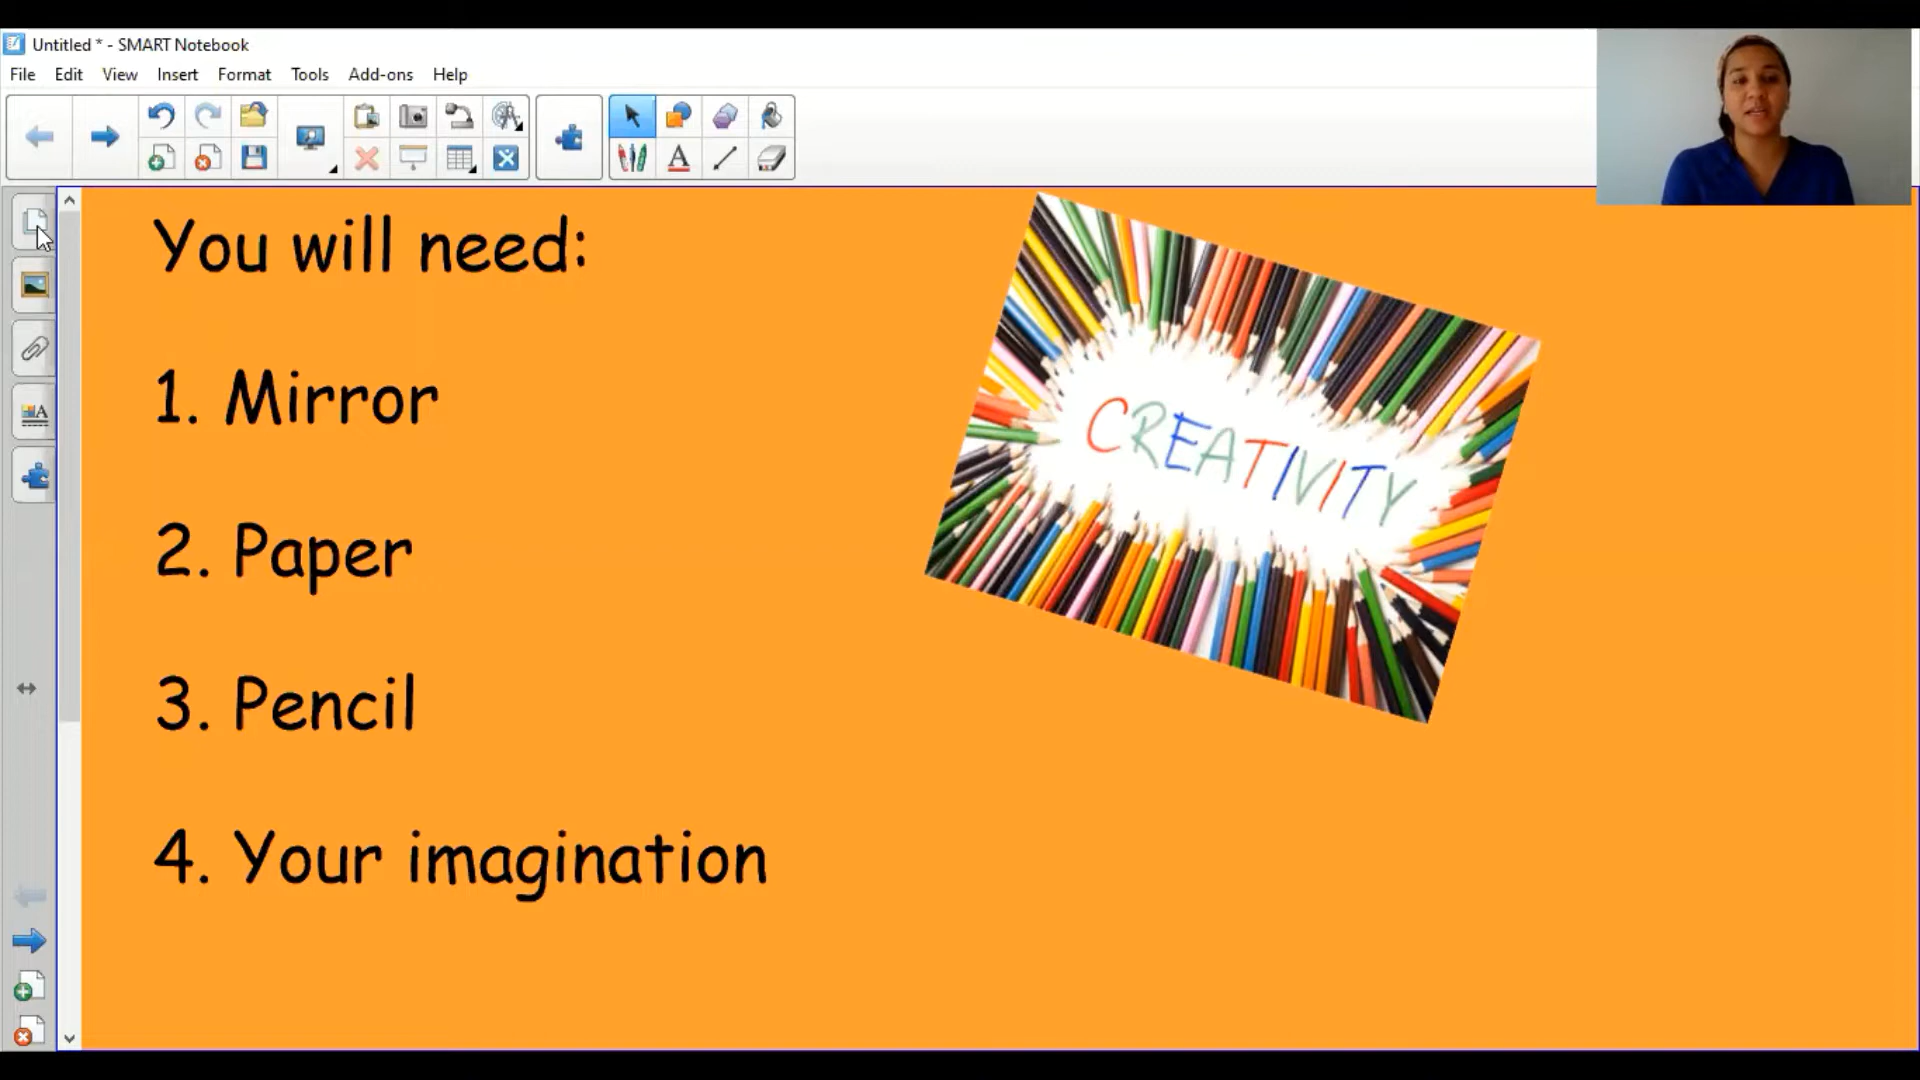 Untitled * - SMART Notebook
File Edit View Insert Format Tools Add-ons Help
You will need:
1. Mirror
2. Paper
3. Pencil
4. Your imagination
CREATIVITY